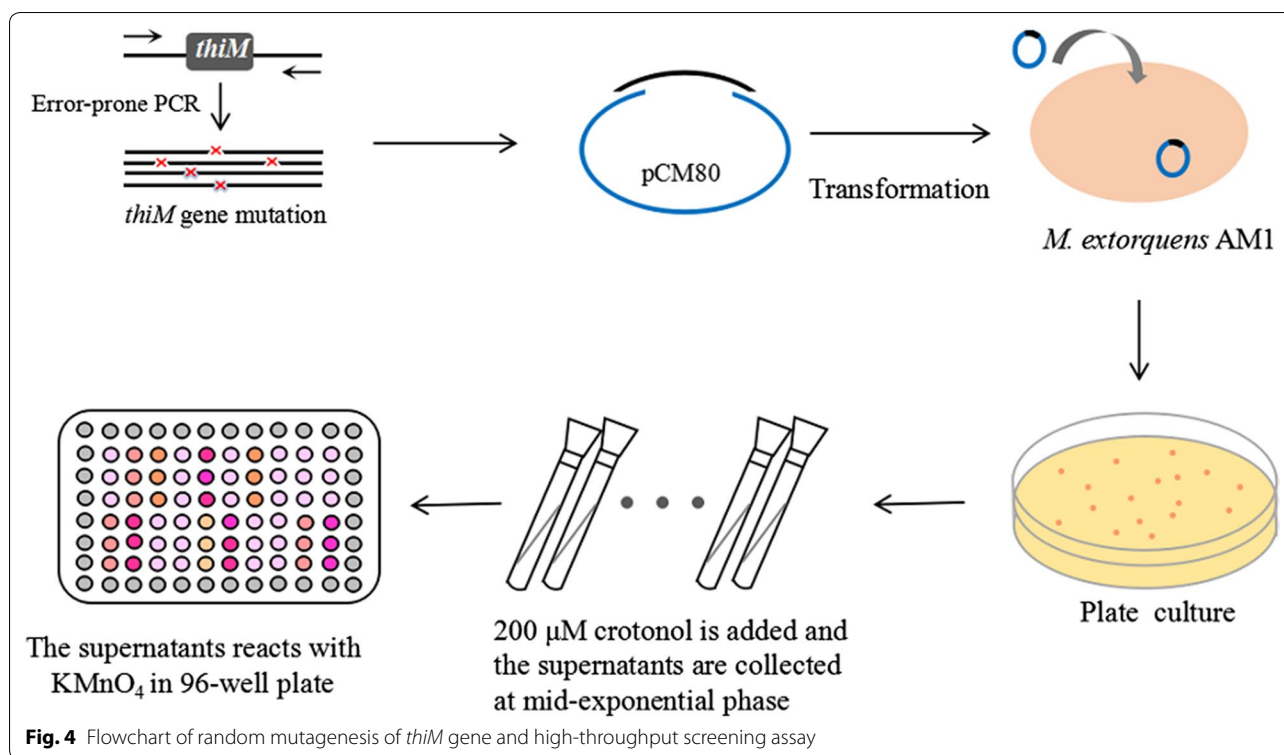 thiM
Error-prone PCR
thiM gene mutation
pCM80
Transformation
M. extorquens AM1
Plate culture
200 μM crotonol is added and
the supernatants are collected
at mid-exponential phase
The supernatants reacts with
KMnO₄ in 96-well plate
Fig. 4 Flowchart of random mutagenesis of thiM gene and high-throughput screening assay